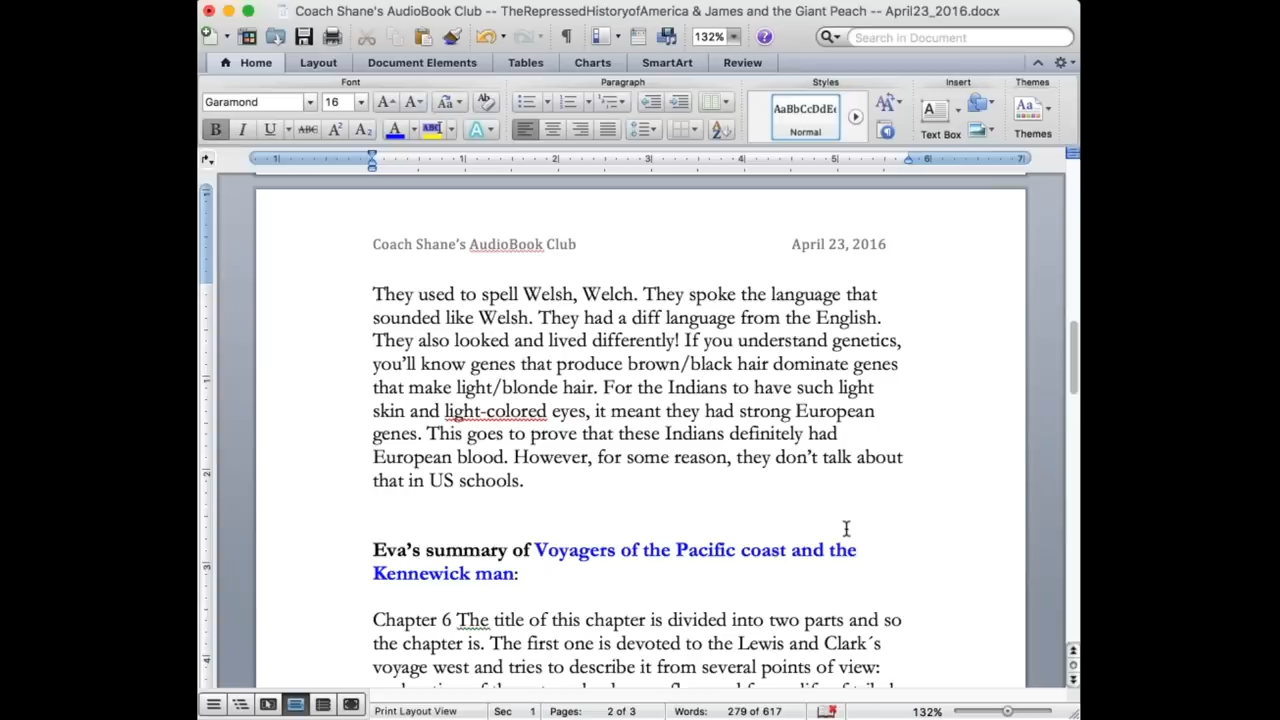 Coach Shane's AudioBook Club -- TheRepressedHistoryofAmerica & James and the Giant Peach -- April23_2016.docx
132%
Search in Document
Home Layout Document Elements Tables Charts SmartArt Review
Font Paragraph Styles Insert Themes
Garamond 16
AaBbCcDdEe
Normal
Text Box
Themes
Coach Shane's AudioBook Club April 23, 2016
They used to spell Welsh, Welch. They spoke the language that
sounded like Welsh. They had a diff language from the English.
They also looked and lived differently! If you understand genetics,
you'll know genes that produce brown/black hair dominate genes
that make light/blonde hair. For the Indians to have such light
skin and light-colored eyes, it meant they had strong European
genes. This goes to prove that these Indians definitely had
European blood. However, for some reason, they don't talk about
that in US schools.
Eva's summary of Voyagers of the Pacific coast and the
Kennewick man:
Chapter 6 The title of this chapter is divided into two parts and so
the chapter is. The first one is devoted to the Lewis and Clark´s
voyage west and tries to describe it from several points of view:
Print Layout View Sec 1 Pages: 2 of 3 Words: 279 of 617 132%